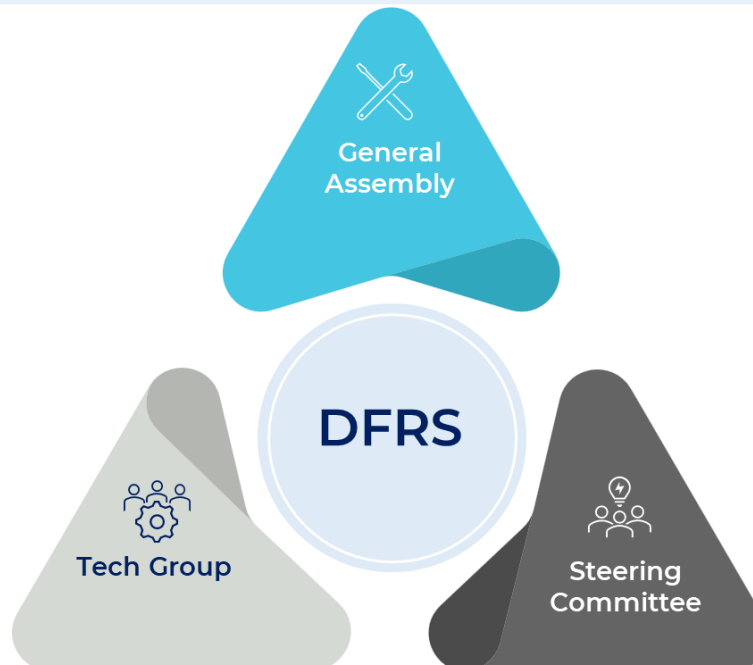 General
Assembly
DFRS
Tech Group
Steering
Committee